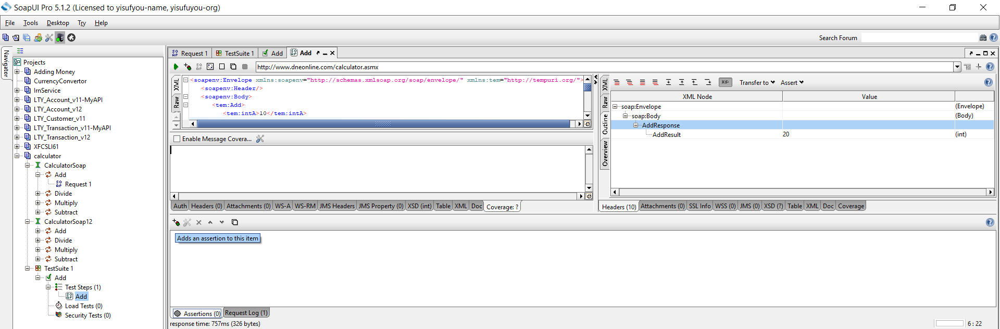 SoapUI Pro 5.1.2 (Licensed to yisufyou-name, yisufuyou-org)
File Tools Desktop Try Help
Search Forum
Navigator
Projects
Adding Money
CurrencyConvertor
IrnService
LTY_Account_v11-MyAPI
LTY_Account_v12
LTY_Customer_v11
LTY_Transaction_v11-MyAPI
LTY_Transaction_v12
XFCSLI61
calculator
CalculatorSoap
Add
Request 1
Divide
Multiply
Subtract
CalculatorSoap12
Add
Divide
Multiply
Subtract
TestSuite 1
Add
Test Steps (1)
Add
Load Tests (0)
Security Tests (0)
Request 1 TestSuite 1 Add Add
http://www.dneonline.com/calculator.asmx
XML
Raw
<soapenv:Envelope xmlns:soapenv="http://schemas.xmlsoap.org/soap/envelope/" xmlns:tem="http://tempuri.org/">
<soapenv:Header/>
<soapenv:Body>
<tem:Add>
<tem:intA>10</tem:intA>
Enable Message Covera...
Auth Headers (0) Attachments (0) WS-A WS-RM JMS Headers JMS Property (0) XSD (int) Table XML Doc Coverage: ?
XML
Raw
Outline
Overview
XS: Transfer to Assert
XML Node Value
soap:Envelope (Envelope)
soap:Body (Body)
AddResponse
AddResult 20 (int)
Headers (10) Attachments (0) SSL Info WSS (0) JMS (0) XSD (?) Table XML Doc Coverage
Adds an assertion to this item
Assertions (0) Request Log (1)
response time: 757ms (326 bytes)
6 : 22